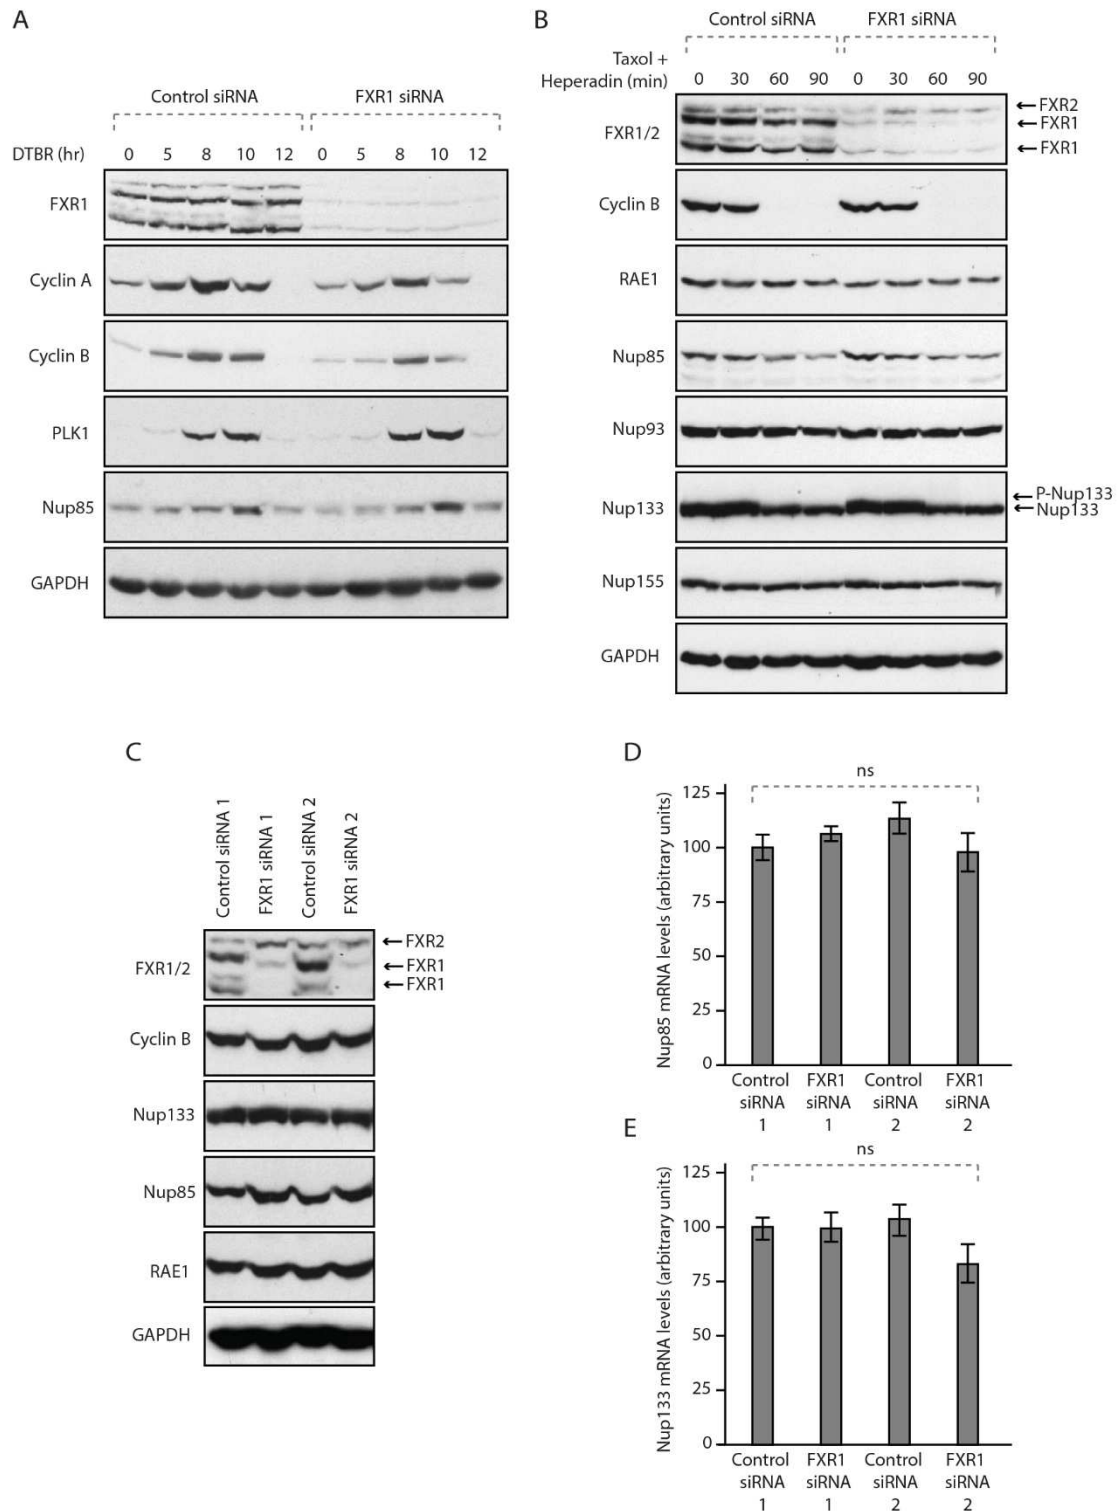 A
Control siRNA FXR1 siRNA
DTBR (hr) 0 5 8 10 12 0 5 8 10 12
FXR1
Cyclin A
Cyclin B
PLK1
Nup85
GAPDH
B
Control siRNA FXR1 siRNA
Taxol +
Heperadin (min) 0 30 60 90 0 30 60 90
FXR1/2
←FXR2
←FXR1
←FXR1
Cyclin B
RAE1
Nup85
Nup93
Nup133
←P-Nup133
←Nup133
Nup155
GAPDH
C
Control siRNA 1
FXR1 siRNA 1
Control siRNA 2
FXR1 siRNA 2
FXR1/2
←FXR2
←FXR1
←FXR1
Cyclin B
Nup133
Nup85
RAE1
GAPDH
D
ns
Nup85 mRNA levels (arbitrary units)
125
100
75
50
25
0
Control FXR1 Control FXR1
siRNA siRNA siRNA siRNA
1 1 2 2
E
ns
Nup133 mRNA levels (arbitrary units)
125
100
75
50
25
0
Control FXR1 Control FXR1
siRNA siRNA siRNA siRNA
1 1 2 2